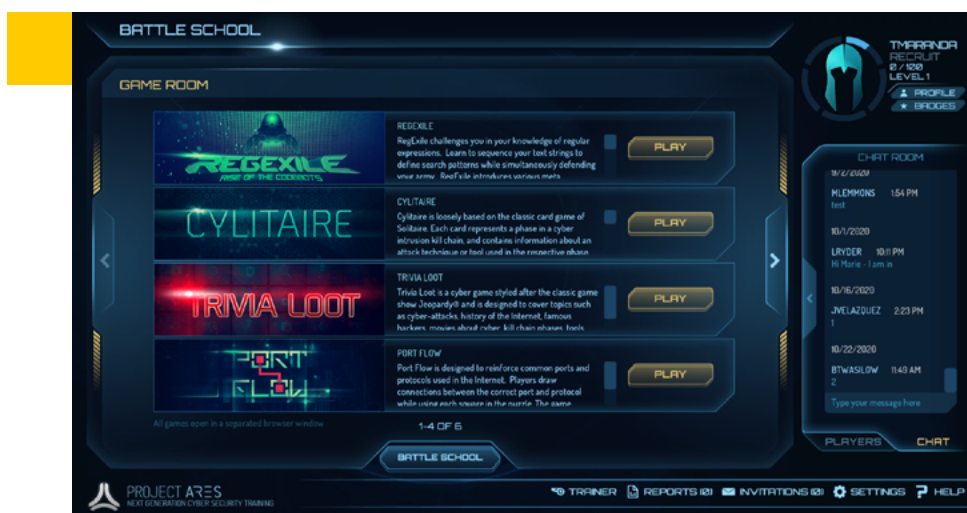 BATTLE SCHOOL
GAME ROOM
REGEXILE
RISE OF THE CODEBOTS
REGEXILE
RegExile challenges you in your knowledge of regular
expressions. Learn to sequence your text strings to
define search patterns while simultaneously defending
your army. RegExile introduces various meta
PLAY
CYLITAIRE
CYLITAIRE
Cylitaire is loosely based on the classic card game of
Solitaire. Each card represents a phase in a cyber
intrusion kill chain, and contains information about an
attack technique or tool used in the respective phase
PLAY
TRIVIA LOOT
TRIVIA LOOT
Trivia Loot is a cyber game styled after the classic game
show Jeopardy® and is designed to cover topics such
as cyber-attacks, history of the Internet, famous
hackers, movies about cyber, kill chain phases, tools
PLAY
PORT
FLOW
PORT FLOW
Port Flow is designed to reinforce common ports and
protocols used in the Internet. Players draw
connections between the correct port and protocol
while using each square in the puzzle. The game
PLAY
All games open in a separated browser window
1-4 OF 6
BATTLE SCHOOL
TMARANDA
RECRUIT
0 / 100
LEVEL 1
PROFILE
BADGES
CHAT ROOM
9/2/2020
MLEMMONS 1:54 PM
test
10/1/2020
LRYDER 10:11 PM
Hi Marie - I am in
10/16/2020
JVELAZQUEZ 2:23 PM
1
10/22/2020
BTWASILOW 11:49 AM
2
Type your message here
PLAYERS CHAT
PROJECT ARES
NEXT GENERATION CYBER SECURITY TRAINING
TRAINER REPORTS (0) INVITATIONS (0) SETTINGS ? HELP